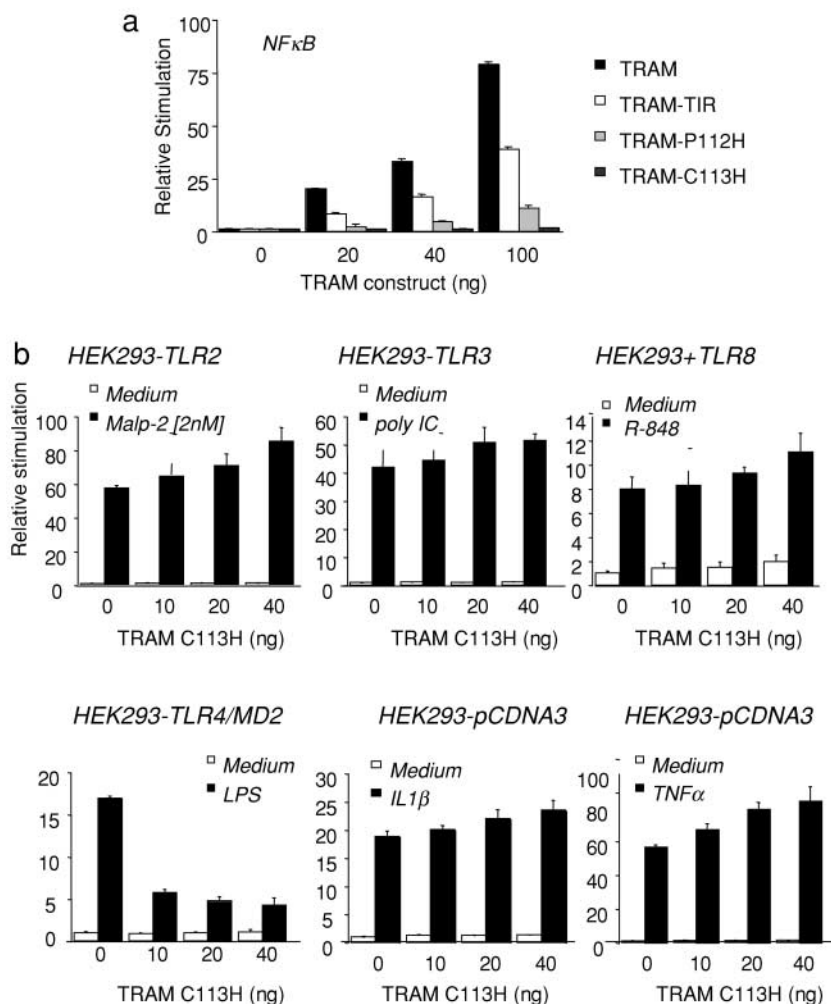 a
NFκB
Relative Stimulation
75
50
25
0
0 20 40 100
TRAM construct (ng)
TRAM
TRAM-TIR
TRAM-P112H
TRAM-C113H
b
HEK293-TLR2
Medium
Malp-2 [2nM]
Relative stimulation
100
80
60
40
20
0
0 10 20 40
TRAM C113H (ng)
HEK293-TLR3
Medium
poly IC
60
50
40
30
20
10
0
0 10 20 40
TRAM C113H (ng)
HEK293+TLR8
Medium
R-848
14
12
10
8
6
4
2
0
0 10 20 40
TRAM C113H (ng)
HEK293-TLR4/MD2
Medium
LPS
20
15
10
5
0
0 10 20 40
TRAM C113H (ng)
HEK293-pCDNA3
Medium
IL1β
30
25
20
15
10
5
0
0 10 20 40
TRAM C113H (ng)
HEK293-pCDNA3
Medium
TNFα
100
80
60
40
20
0
0 10 20 40
TRAM C113H (ng)